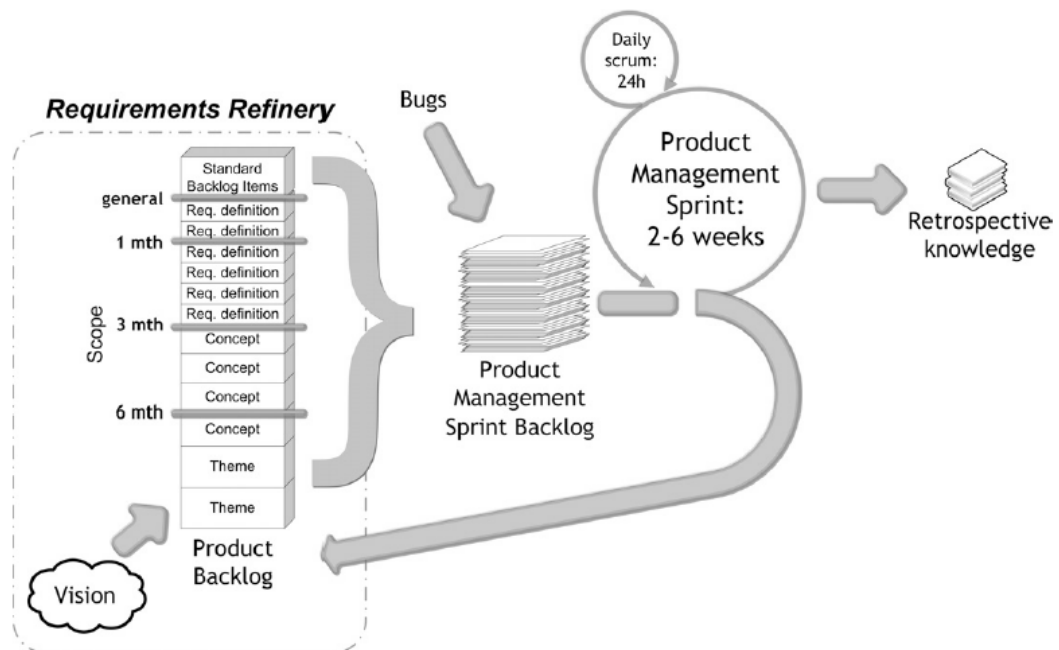 Requirements Refinery
Standard
Backlog Items
general
Req. definition
Req. definition
1 mth
Req. definition
Req. definition
Req. definition
Req. definition
3 mth
Scope
Concept
Concept
Concept
6 mth
Concept
Theme
Theme
Product
Backlog
Vision
Bugs
Product
Management
Sprint Backlog
Daily
scrum:
24h
Product
Management
Sprint:
2-6 weeks
Retrospective
knowledge